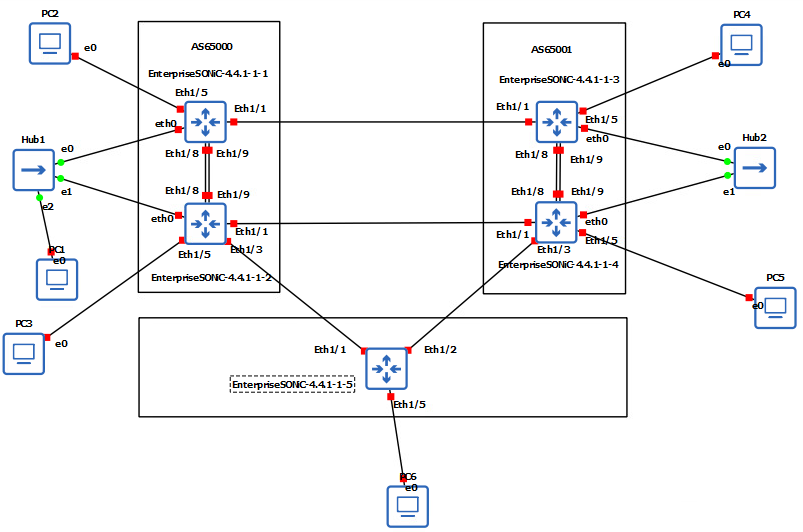 PC2
e0
AS65000
EnterpriseSONiC-4.4.1-1-1
Eth1/5
Eth1/1
eth0
Eth1/8
Eth1/9
AS65001
EnterpriseSONiC-4.4.1-1-3
Eth1/1
Eth1/5
eth0
Eth1/8
Eth1/9
PC4
e0
Hub1
e0
e1
e2
Hub2
e0
e1
Eth1/8
Eth1/9
eth0
Eth1/1
Eth1/3
Eth1/5
EnterpriseSONiC-4.4.1-1-2
Eth1/8
Eth1/9
eth0
Eth1/1
Eth1/5
Eth1/3
EnterpriseSONiC-4.4.1-1-4
PC1
e0
PC5
e0
PC3
e0
Eth1/1
Eth1/2
EnterpriseSONiC-4.4.1-1-5
Eth1/5
PC6
e0